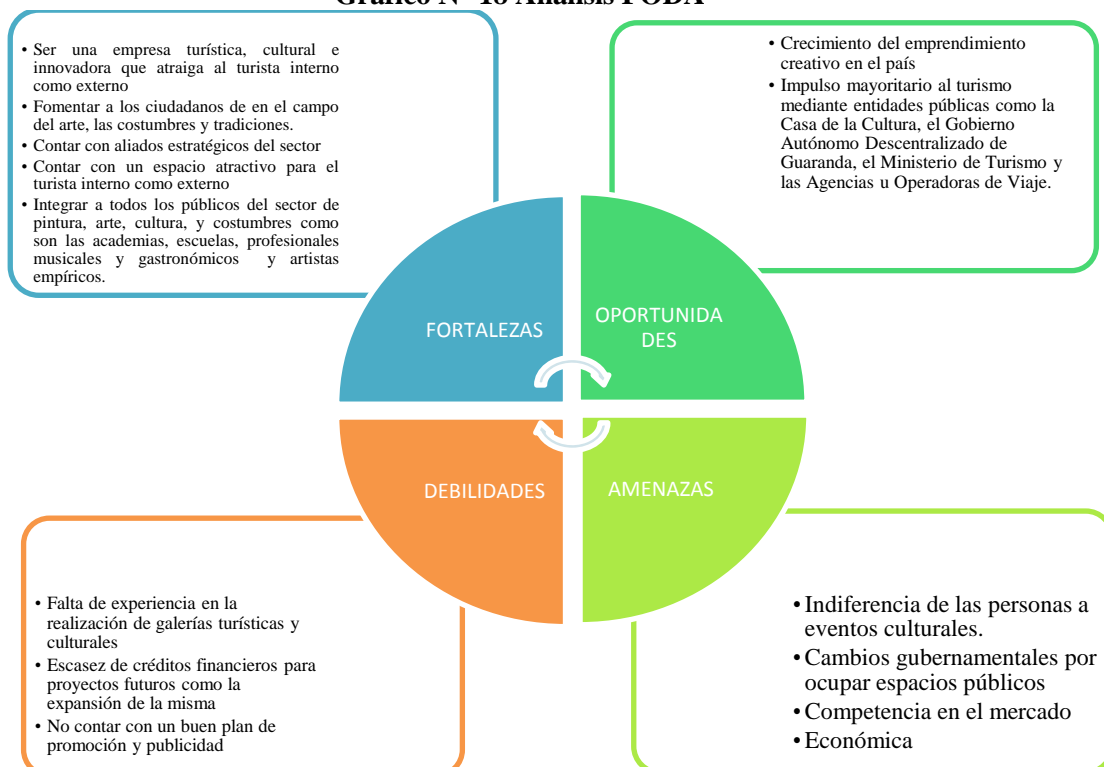 Gráfico N° 18 Análisis FODA
• Ser una empresa turística, cultural e
innovadora que atraiga al turista interno
como externo
• Fomentar a los ciudadanos de en el campo
del arte, las costumbres y tradiciones.
• Contar con aliados estratégicos del sector
• Contar con un espacio atractivo para el
turista interno como externo
• Integrar a todos los públicos del sector de
pintura, arte, cultura, y costumbres como
son las academias, escuelas, profesionales
musicales y gastronómicos y artistas
empíricos.
• Crecimiento del emprendimiento
creativo en el país
• Impulso mayoritario al turismo
mediante entidades públicas como la
Casa de la Cultura, el Gobierno
Autónomo Descentralizado de
Guaranda, el Ministerio de Turismo y
las Agencias u Operadoras de Viaje.
FORTALEZAS
OPORTUNIDA
DES
DEBILIDADES
AMENAZAS
• Falta de experiencia en la
realización de galerías turísticas y
culturales
• Escasez de créditos financieros para
proyectos futuros como la
expansión de la misma
• No contar con un buen plan de
promoción y publicidad
• Indiferencia de las personas a
eventos culturales.
• Cambios gubernamentales por
ocupar espacios públicos
• Competencia en el mercado
• Económica